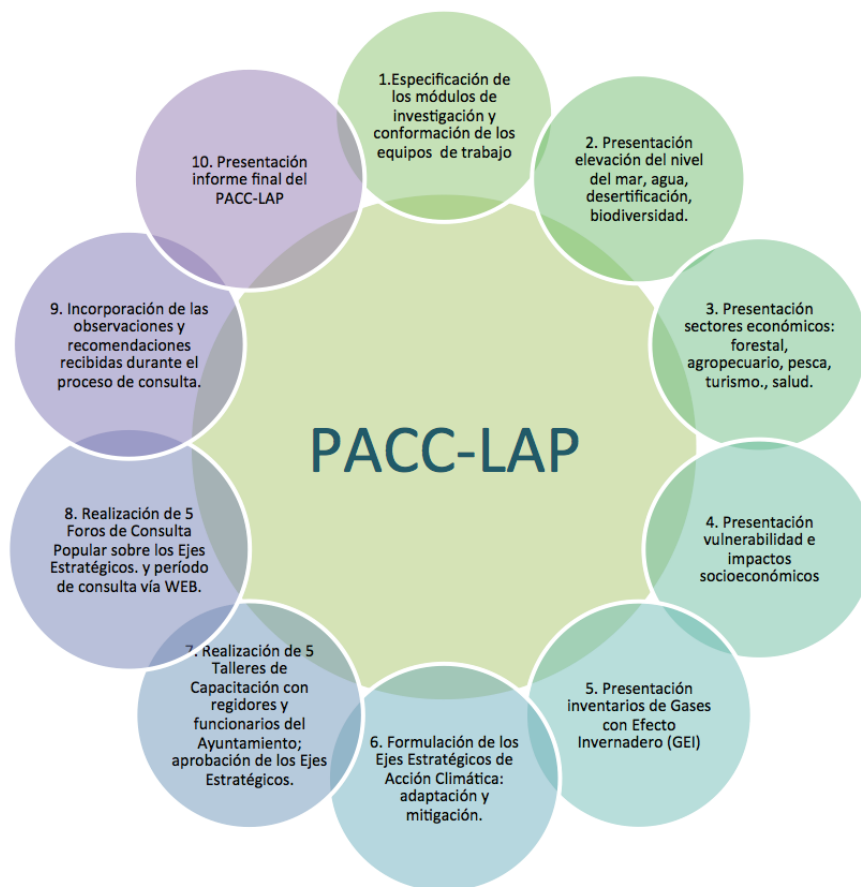 1.Especificación de
los módulos de
investigación y
conformación de los
equipos de trabajo
2. Presentación
elevación del nivel
del mar, agua,
desertificación,
biodiversidad.
3. Presentación
sectores económicos:
forestal,
agropecuario, pesca,
turismo., salud.
4. Presentación
vulnerabilidad e
impactos
socioeconómicos
5. Presentación
inventarios de Gases
con Efecto
Invernadero (GEI)
6. Formulación de los
Ejes Estratégicos de
Acción Climática:
adaptación y
mitigación.
7. Realización de 5
Talleres de
Capacitación con
regidores y
funcionarios del
Ayuntamiento;
aprobación de los Ejes
Estratégicos.
8. Realización de 5
Foros de Consulta
Popular sobre los Ejes
Estratégicos. y período
de consulta vía WEB.
9. Incorporación de las
observaciones y
recomendaciones
recibidas durante el
proceso de consulta.
10. Presentación
informe final del
PACC-LAP
PACC-LAP